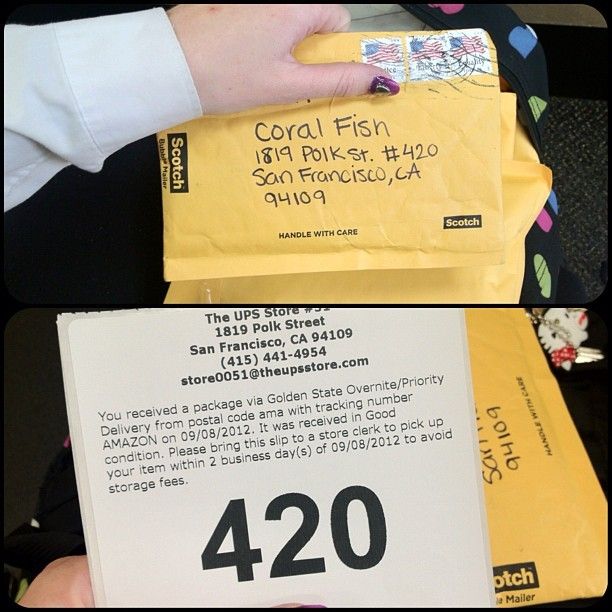 Coral Fish
1819 Polk St. #420
San Francisco, CA
94109
Scotch
Bubble Mailer
HANDLE WITH CARE
Scotch
The UPS Store
1819 Polk Street
San Francisco, CA 94109
(415) 441-4954
store0051@theupsstore.com
You received a package via Golden State Overnite/Priority
Delivery from postal code ama with tracking number
AMAZON on 09/08/2012. It was received in Good
condition. Please bring this slip to a store clerk to pick up
your item within 2 business day(s) of 09/08/2012 to avoid
storage fees.
420
94109
HANDLE WITH CARE
otch
Mailer